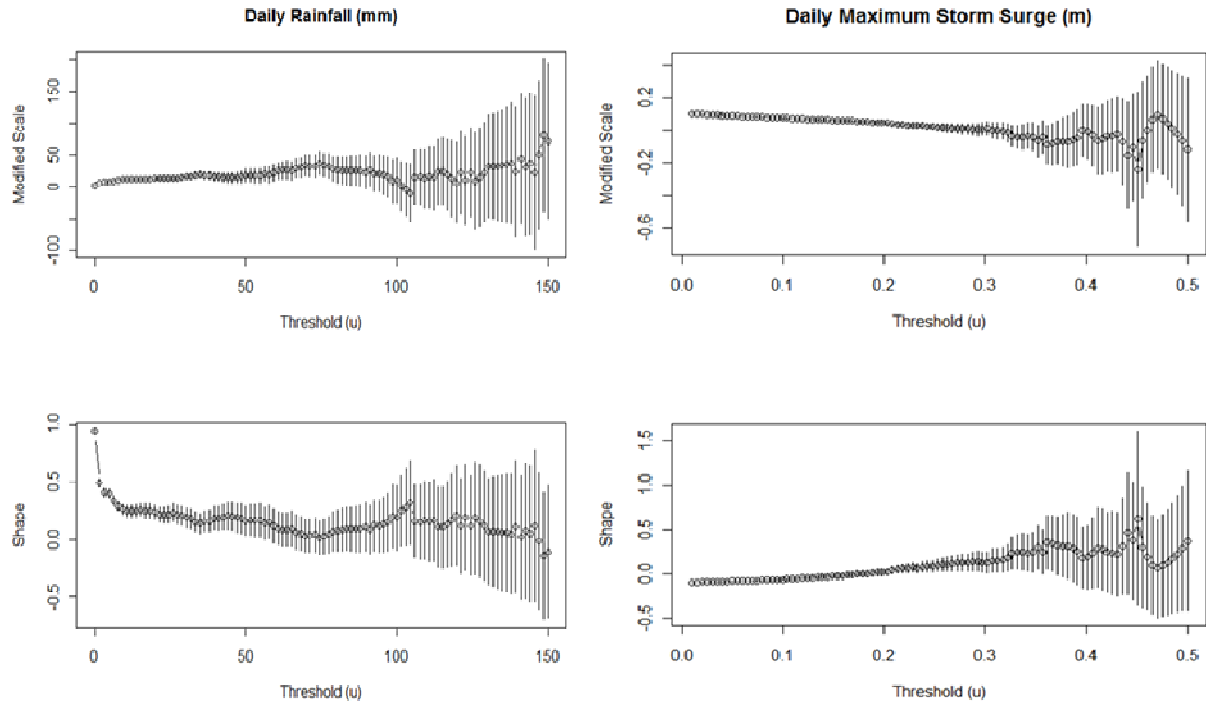 Daily Rainfall (mm)
Modified Scale
150
50
0
-100
0 50 100 150
Threshold (u)
Daily Maximum Storm Surge (m)
Modified Scale
0.2
-0.2
-0.6
0.0 0.1 0.2 0.3 0.4 0.5
Threshold (u)
Shape
1.0
0.5
0.0
-0.5
0 50 100 150
Threshold (u)
Shape
1.5
1.0
0.5
0.0
-0.5
0.0 0.1 0.2 0.3 0.4 0.5
Threshold (u)